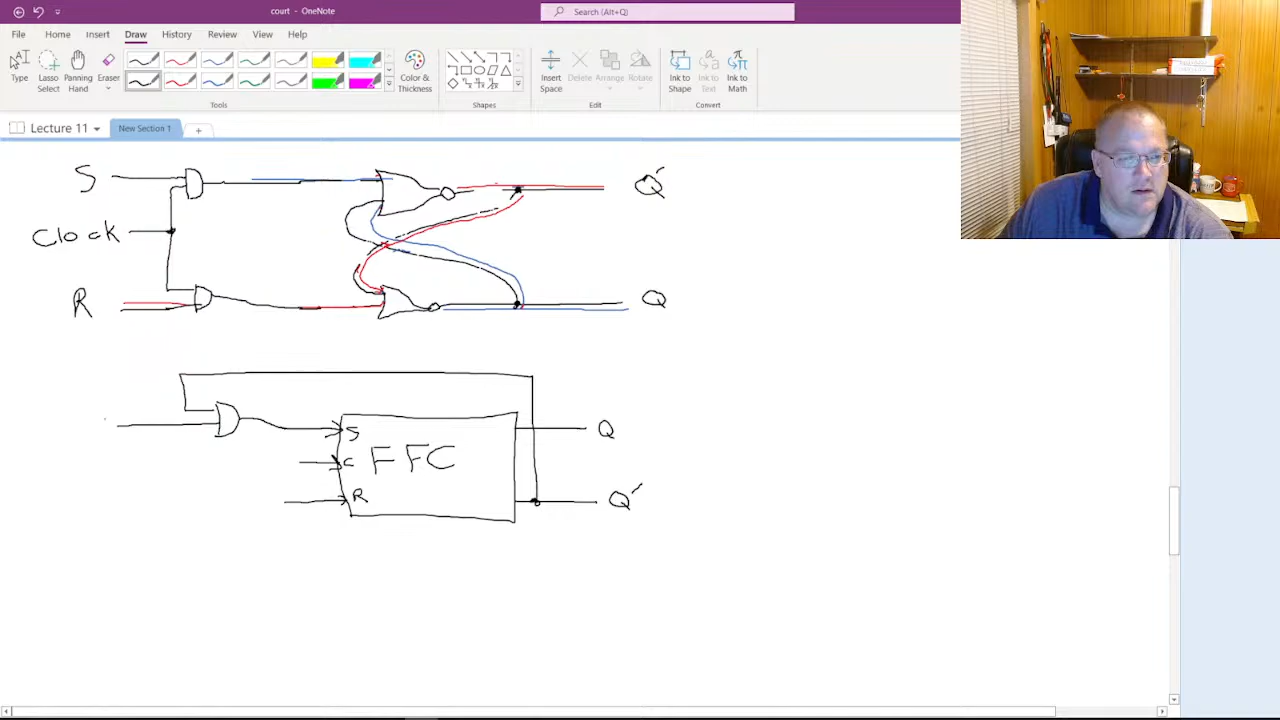 court - OneNote
Search (Alt+Q)
File Home Insert Draw History Review View Help
Type Lasso Select Panning Hand Eraser
Thickness
Insert Space Delete Arrange Rotate
Ink to Shape Ink to Text Ink to Math
Tools Shapes Edit Convert
Lecture 11 New Section 1 +
S Q'
Clock
R Q
S Q
C FFC
R Q'